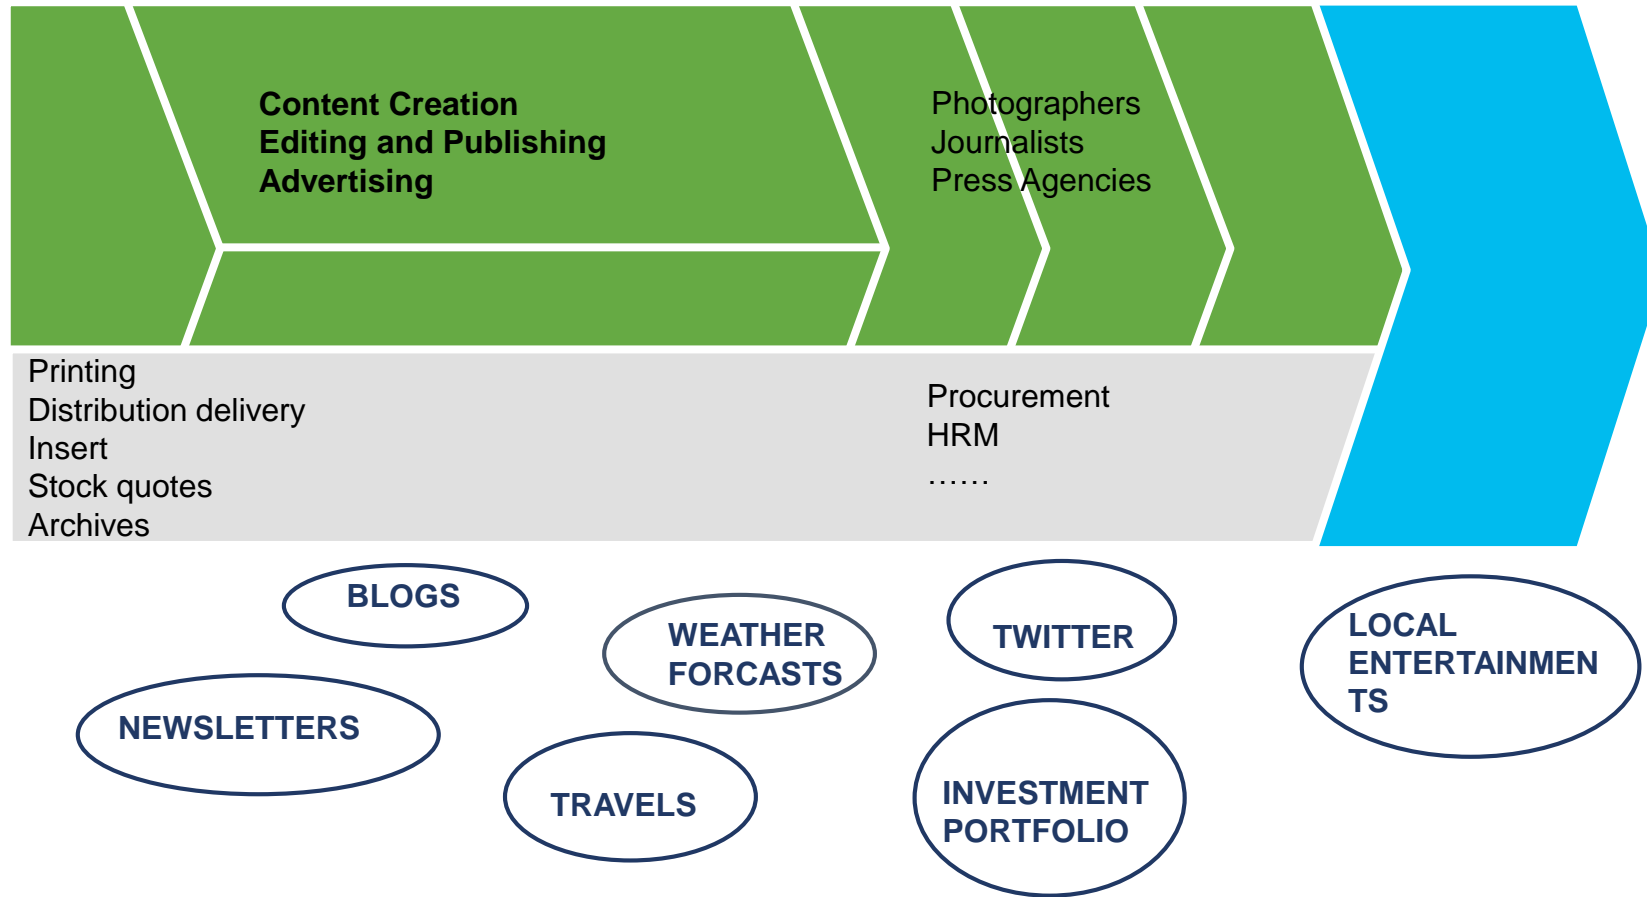 Content Creation
Editing and Publishing
Advertising
Photographers
Journalists
Press Agencies
Printing
Distribution delivery
Insert
Stock quotes
Archives
Procurement
HRM
……
BLOGS
WEATHER
FORCASTS
TWITTER
LOCAL
ENTERTAINMEN
TS
NEWSLETTERS
TRAVELS
INVESTMENT
PORTFOLIO